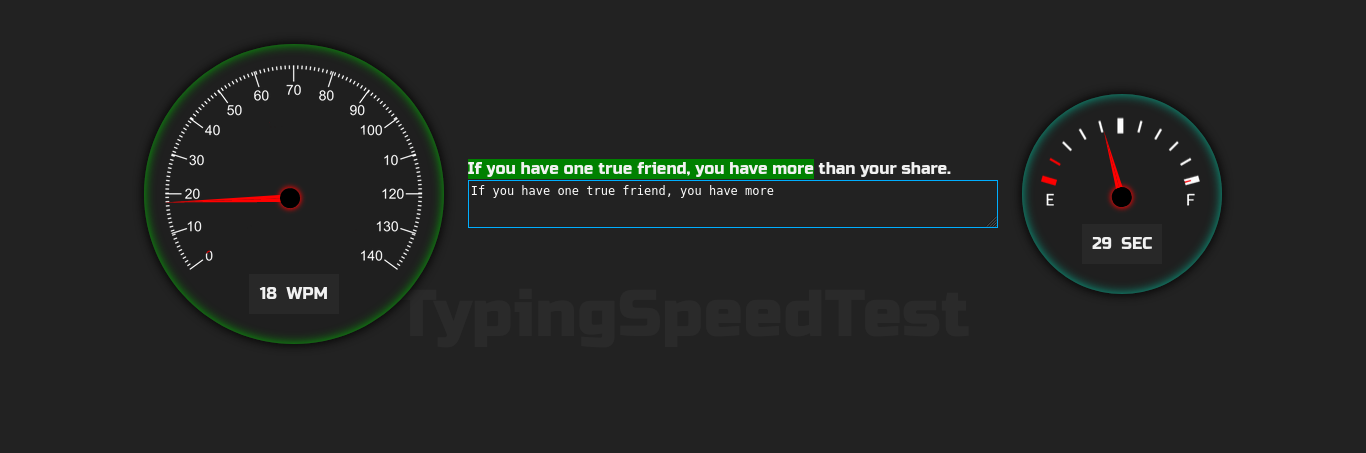 0
10
20
30
40
50
60
70
80
90
100
10
120
130
140
18 WPM
If you have one true friend, you have more than your share.
If you have one true friend, you have more
E
F
29 SEC
TypingSpeedTest